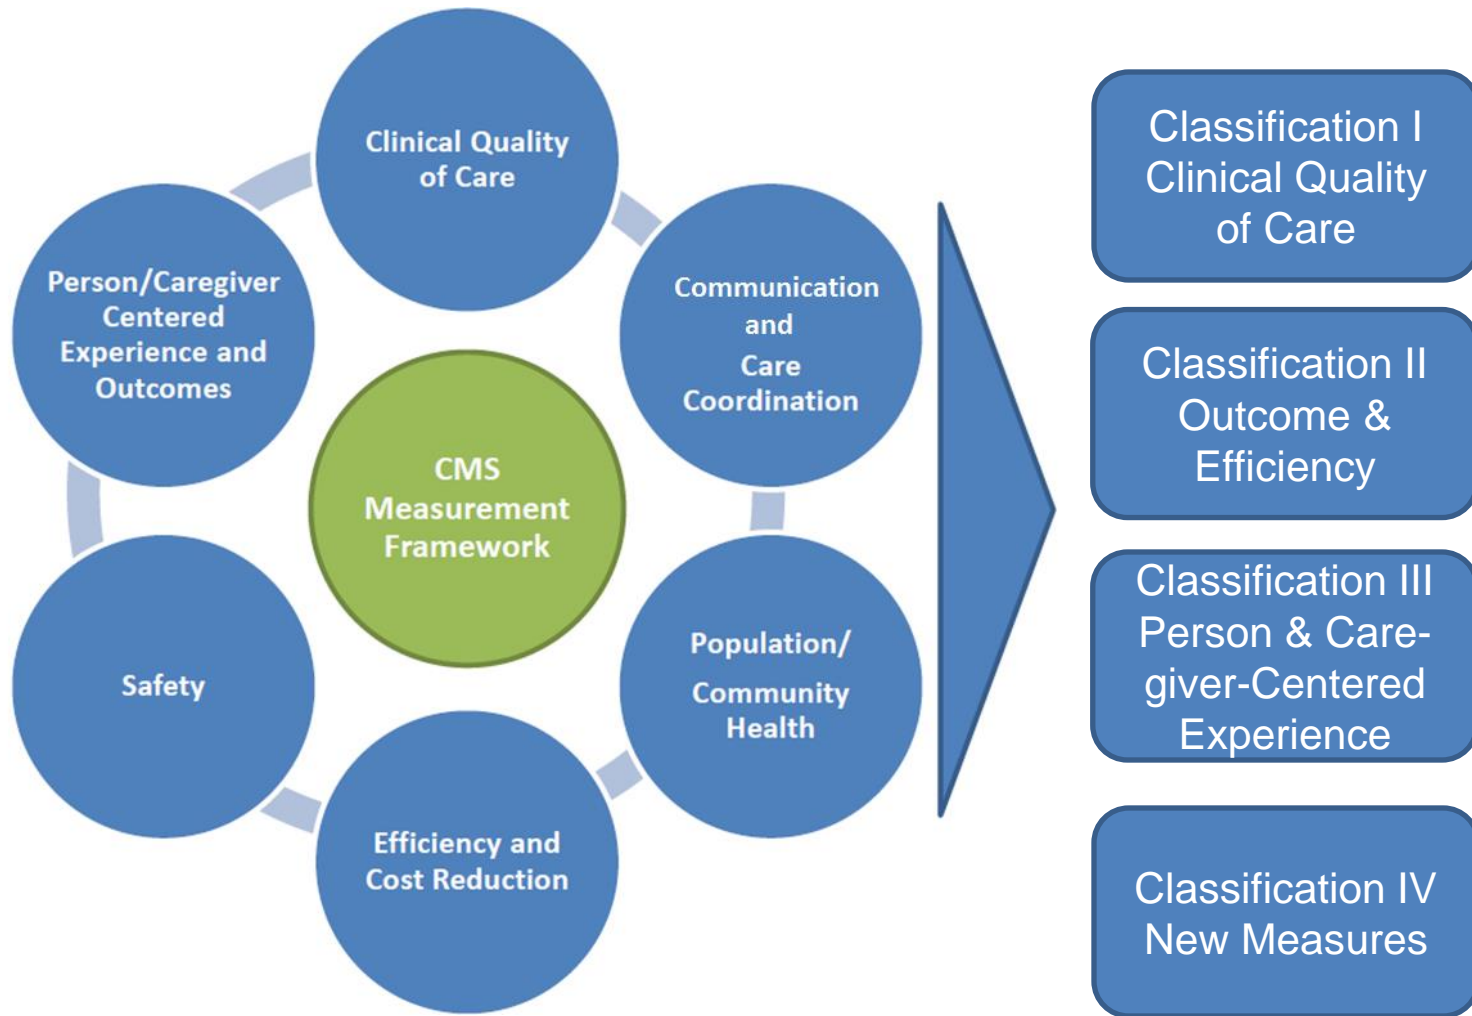 Clinical Quality
of Care
Person/Caregiver
Centered
Experience and
Outcomes
Communication
and
Care
Coordination
CMS
Measurement
Framework
Safety
Population/
Community
Health
Efficiency and
Cost Reduction
Classification I
Clinical Quality
of Care
Classification II
Outcome &
Efficiency
Classification III
Person & Care-
giver-Centered
Experience
Classification IV
New Measures